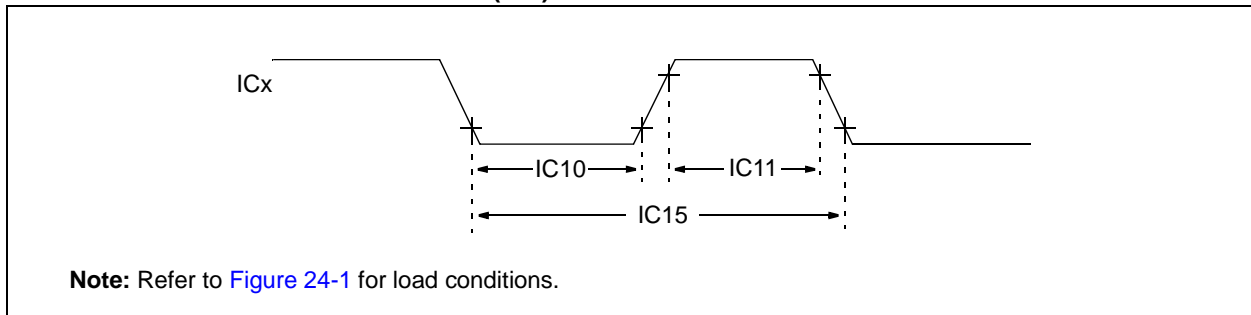 ICx
IC10
IC11
IC15
Note: Refer to Figure 24-1 for load conditions.